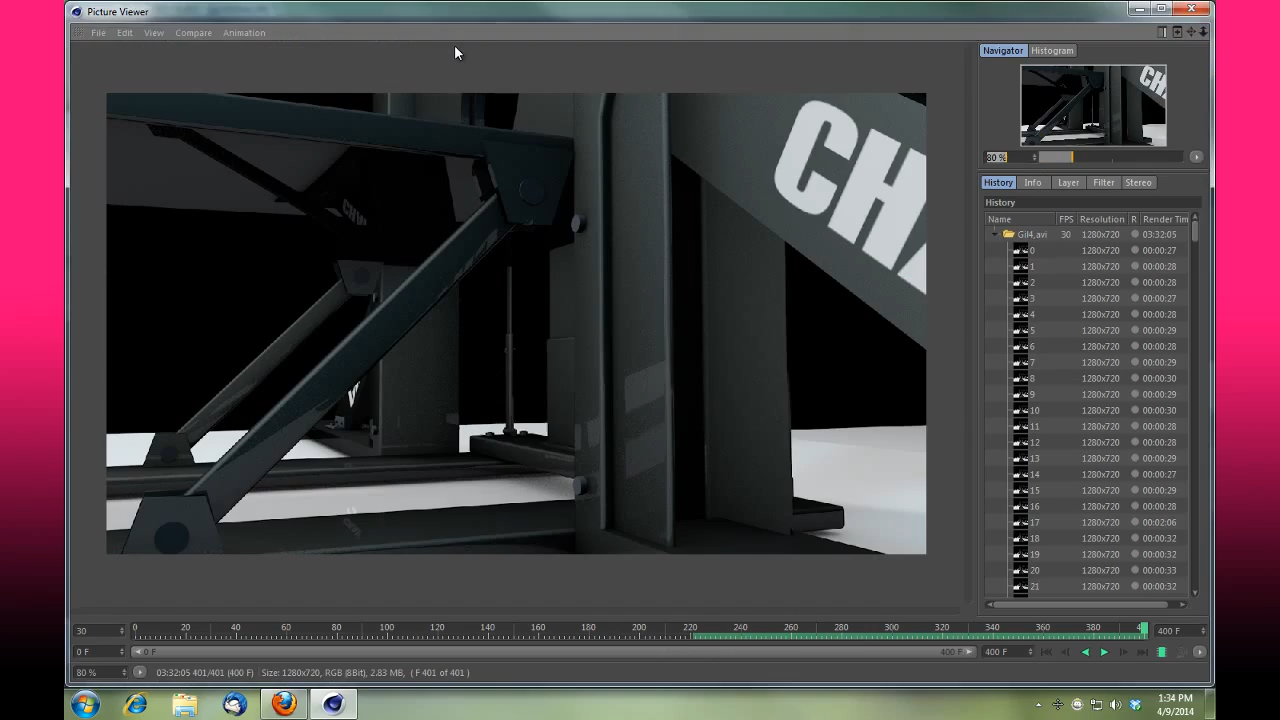 Picture Viewer
File Edit View Compare Animation
Navigator Histogram
80 %
History Info Layer Filter Stereo
History
Name FPS Resolution R Render Tim
Gil4.avi 30 1280x720 03:32:05
0 1280x720 00:00:27
1 1280x720 00:00:28
2 1280x720 00:00:28
3 1280x720 00:00:27
4 1280x720 00:00:28
5 1280x720 00:00:29
6 1280x720 00:00:28
7 1280x720 00:00:29
8 1280x720 00:00:30
9 1280x720 00:00:29
10 1280x720 00:00:30
11 1280x720 00:00:28
12 1280x720 00:00:28
13 1280x720 00:00:29
14 1280x720 00:00:27
15 1280x720 00:00:29
16 1280x720 00:00:28
17 1280x720 00:02:06
18 1280x720 00:00:32
19 1280x720 00:00:32
20 1280x720 00:00:33
21 1280x720 00:00:32
CH
30 0 20 40 60 80 100 120 140 160 180 200 220 240 260 280 300 320 340 360 380 4 400 F
0 F 0 F 400 F 400 F
80 % 03:32:05 401/401 (400 F) Size: 1280x720, RGB (8Bit), 2.83 MB, ( F 401 of 401 )
1:34 PM
4/9/2014